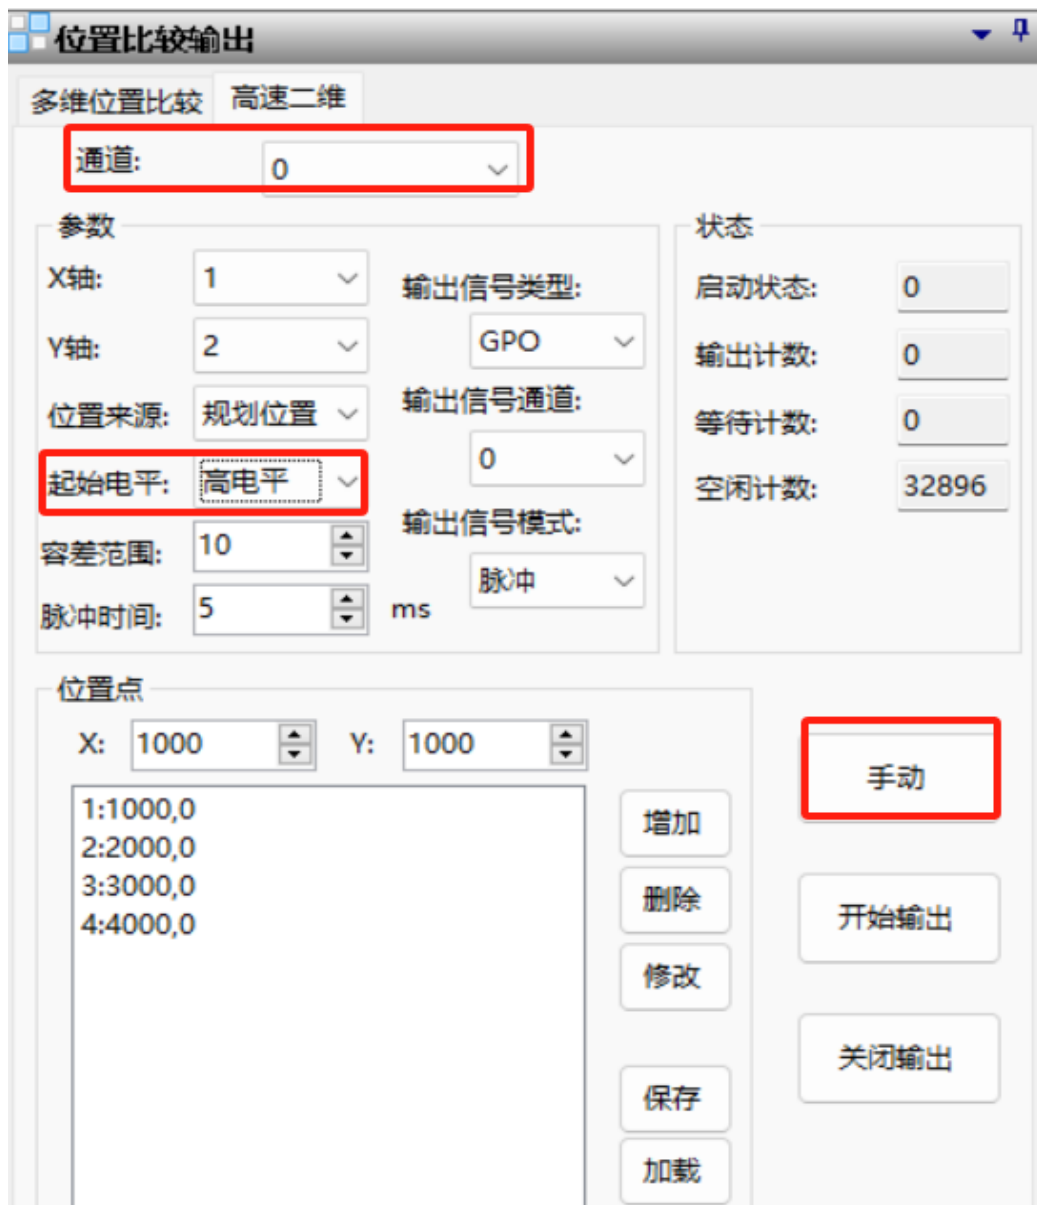 位置比较输出
多维位置比较 高速二维
通道: 0
参数
X轴: 1
Y轴: 2
位置来源: 规划位置
起始电平: 高电平
容差范围: 10
脉冲时间: 5 ms
输出信号类型:
GPO
输出信号通道:
0
输出信号模式:
脉冲
状态
启动状态: 0
输出计数: 0
等待计数: 0
空闲计数: 32896
位置点
X: 1000 Y: 1000
1:1000,0
2:2000,0
3:3000,0
4:4000,0
增加
删除
修改
保存
加载
手动
开始输出
关闭输出